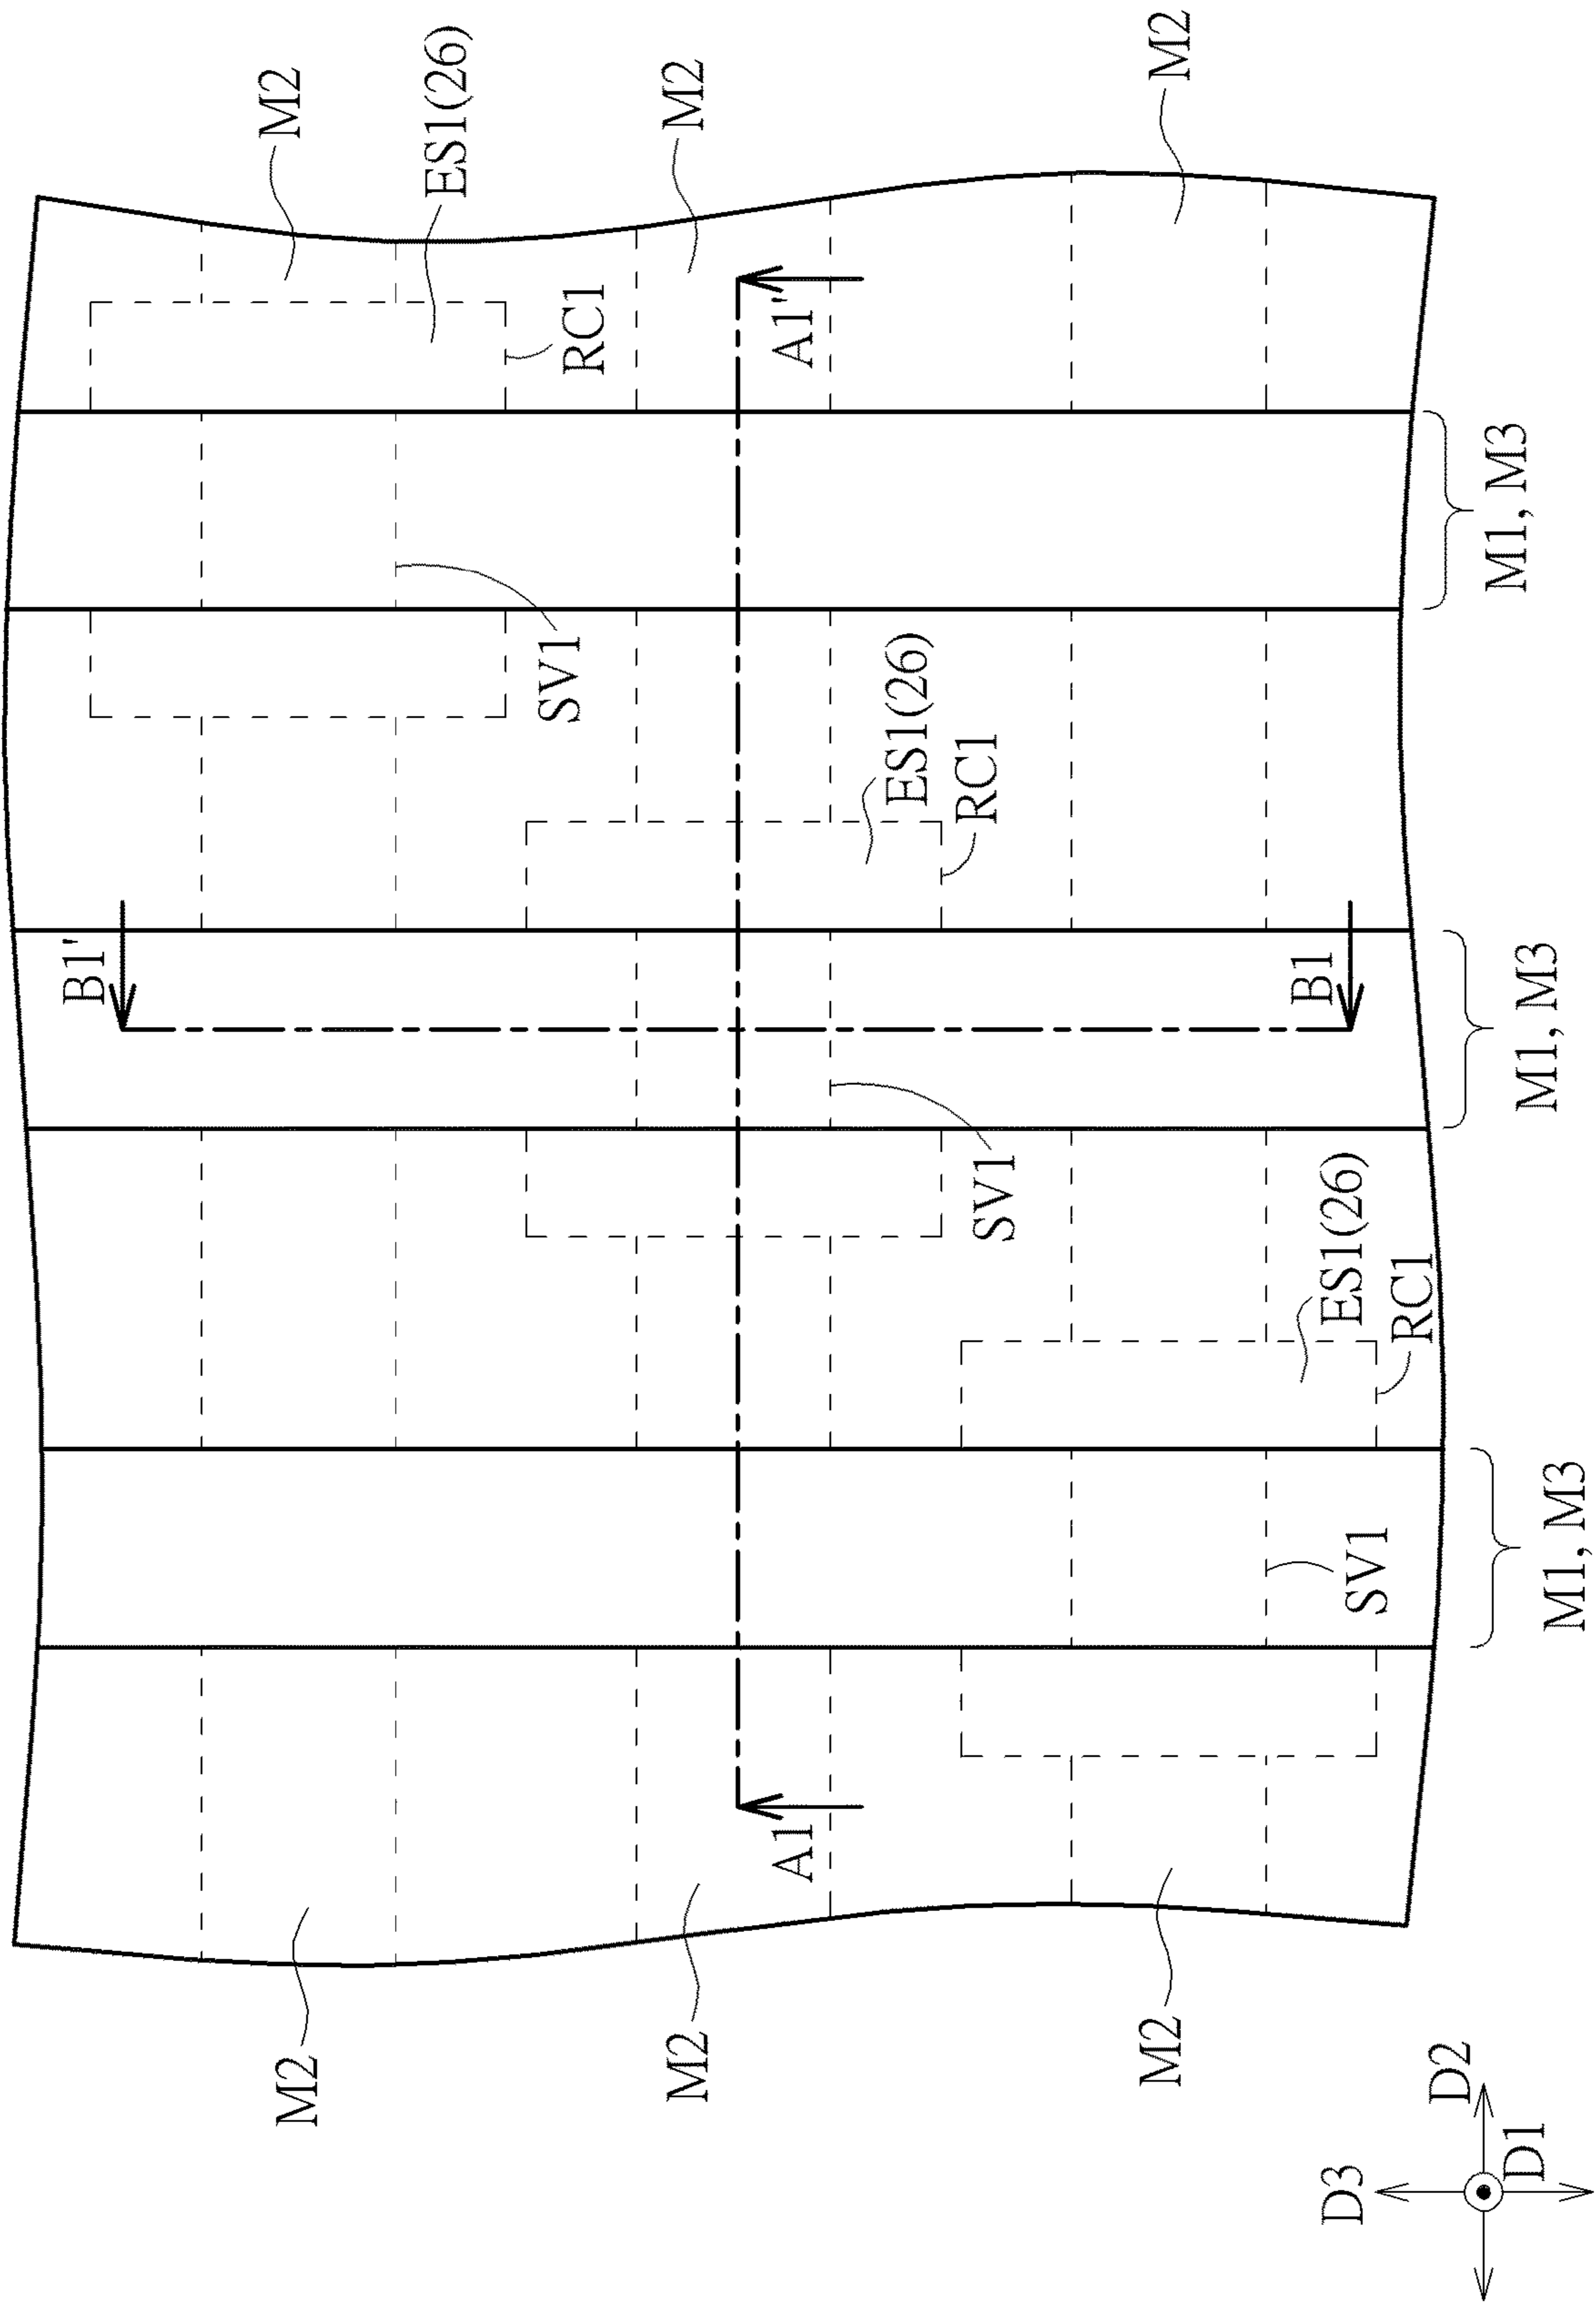 M2
ES1(26)
M2
M2
RC1
A1'
M1, M3
SV1
ES1(26)
RC1
B1'
B1
M1, M3
SV1
ES1(26)
RC1
SV1
M1, M3
A1
M2
M2
M2
D2
D1
D3